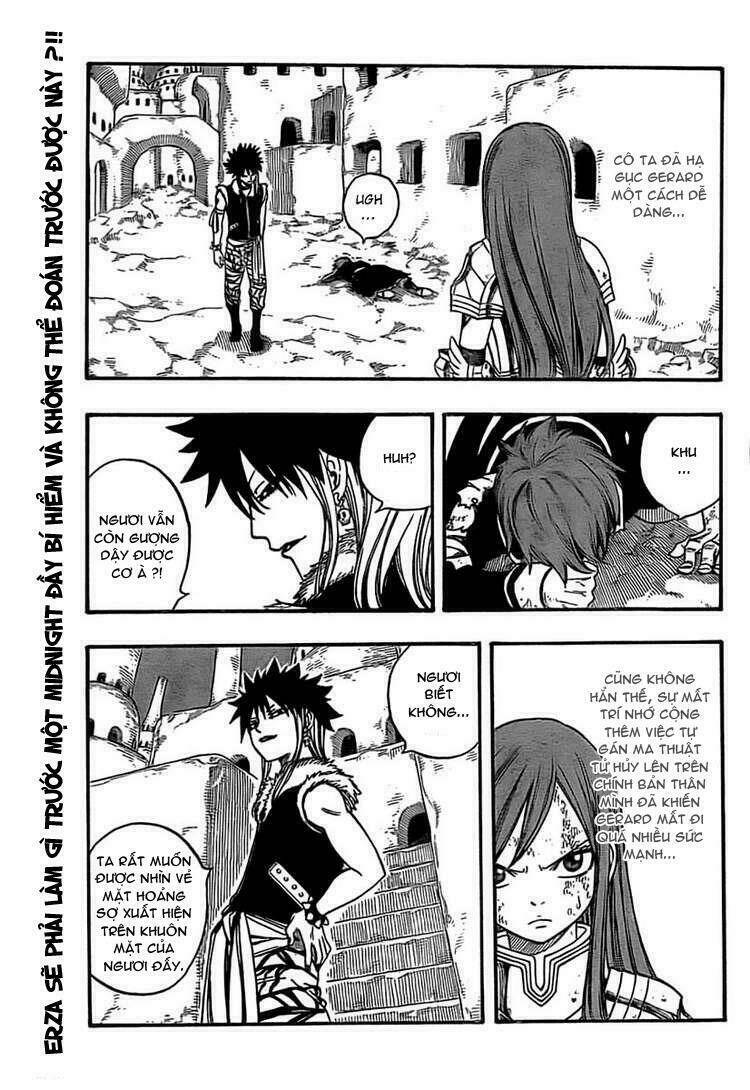 ERZA SẼ PHẢI LÀM GÌ TRƯỚC MỘT MIDNIGHT ĐẦY BÍ HIỂM VÀ KHÔNG THỂ ĐOÁN TRƯỚC ĐƯỢC NÀY ?!!
CÔ TA ĐÃ HẠ
GỤC GERARD
MỘT CÁCH DỄ
DÀNG...
UGH
...
KHU
...
HUH?
NGƯƠI VẪN
CÒN GƯỢNG
DẬY ĐƯỢC
CƠ À ?!
CŨNG KHÔNG
HẲN THẾ, SỰ MẤT
TRÍ NHỚ CỘNG
THÊM VIỆC TỰ
GÁN MA THUẬT
TỬ HỦY LÊN TRÊN
CHÍNH BẢN THÂN
MÌNH ĐÃ KHIẾN
GERARD MẤT ĐI
QUÁ NHIỀU SỨC
MẠNH...
NGƯƠI
BIẾT
KHÔNG...
TA RẤT MUỐN
ĐƯỢC NHÌN VẺ
MẶT HOẢNG
SỢ XUẤT HIỆN
TRÊN KHUÔN
MẶT CỦA
NGƯƠI ĐẤY.